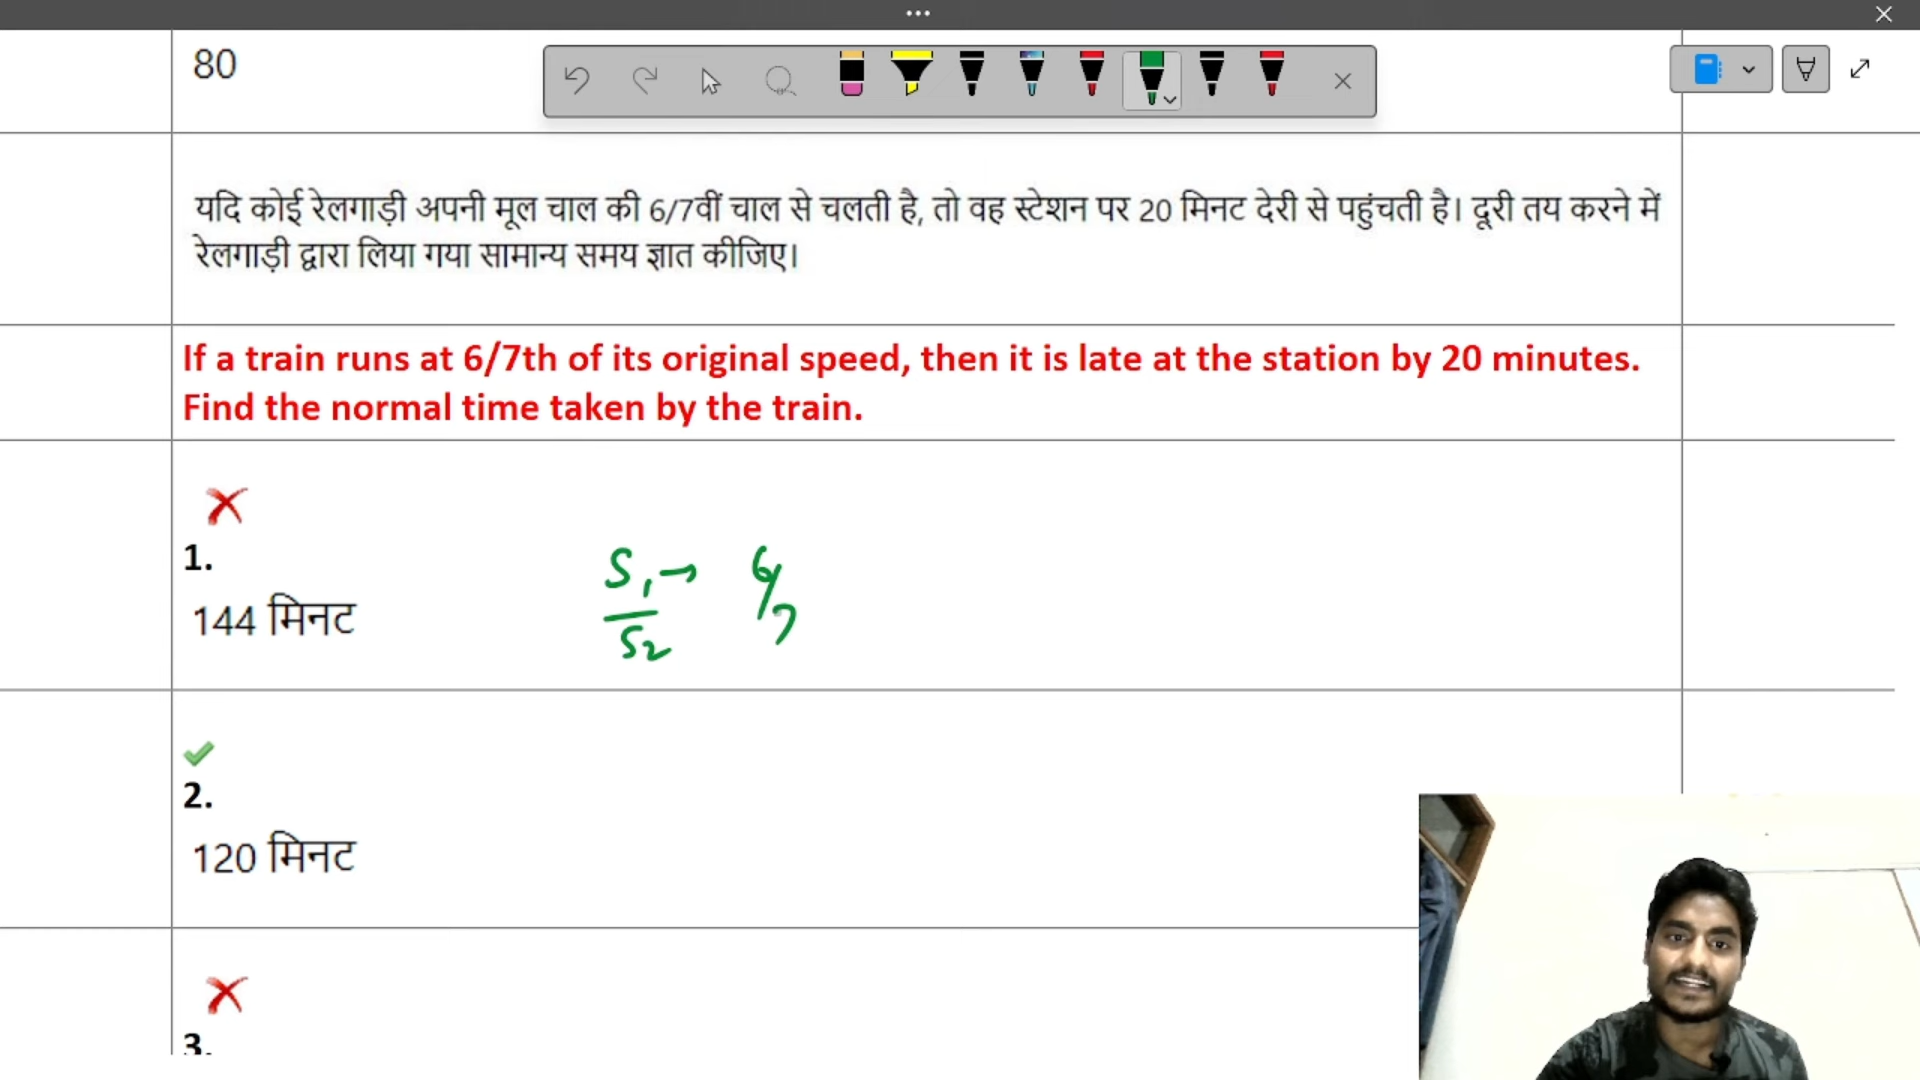 80
यदि कोई रेलगाड़ी अपनी मूल चाल की 6/7वीं चाल से चलती है, तो वह स्टेशन पर 20 मिनट देरी से पहुंचती है। दूरी तय करने में
रेलगाड़ी द्वारा लिया गया सामान्य समय ज्ञात कीजिए।
If a train runs at 6/7th of its original speed, then it is late at the station by 20 minutes.
Find the normal time taken by the train.
1.
144 मिनट
S₁ → 6/7
S₂
2.
120 मिनट
3.